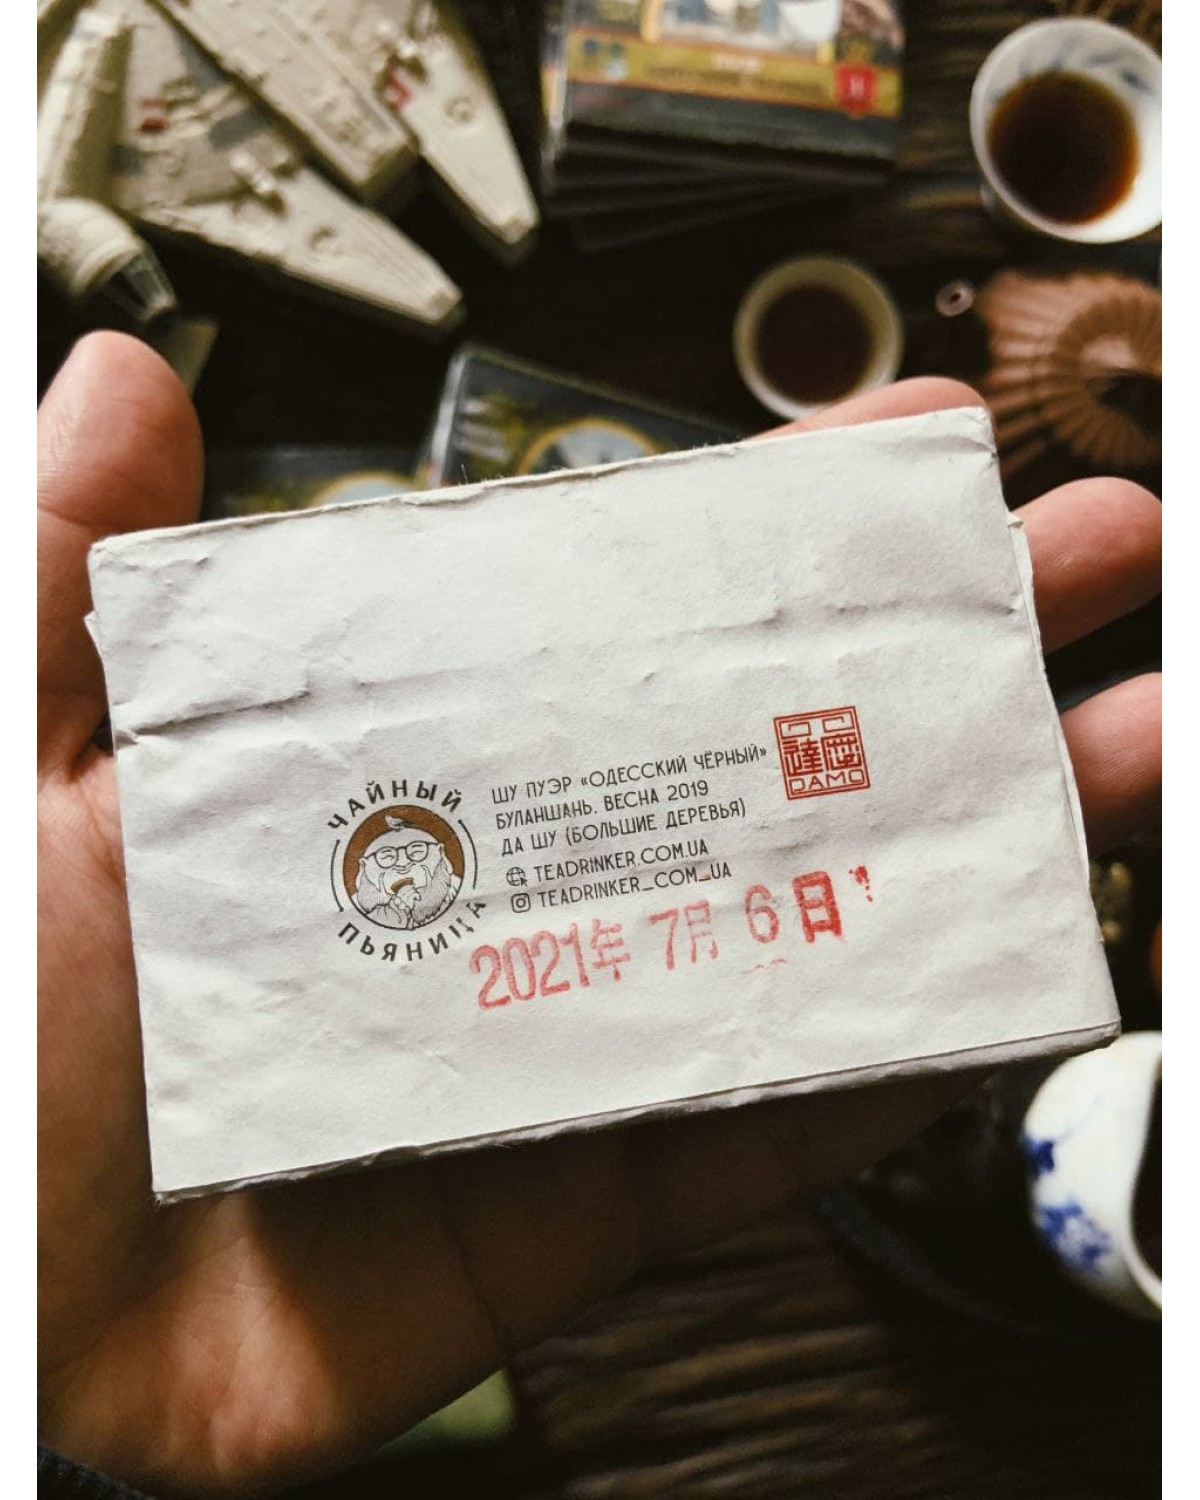 ЧАЙНЫЙ
ПЬЯНИЦА
ШУ ПУЭР «ОДЕССКИЙ ЧЁРНЫЙ»
БУЛАНШАНЬ. ВЕСНА 2019
ДА ШУ (БОЛЬШИЕ ДЕРЕВЬЯ)
TEADRINKER.COM.UA
TEADRINKER_COM_UA
DAMO
2021年 7月 6日